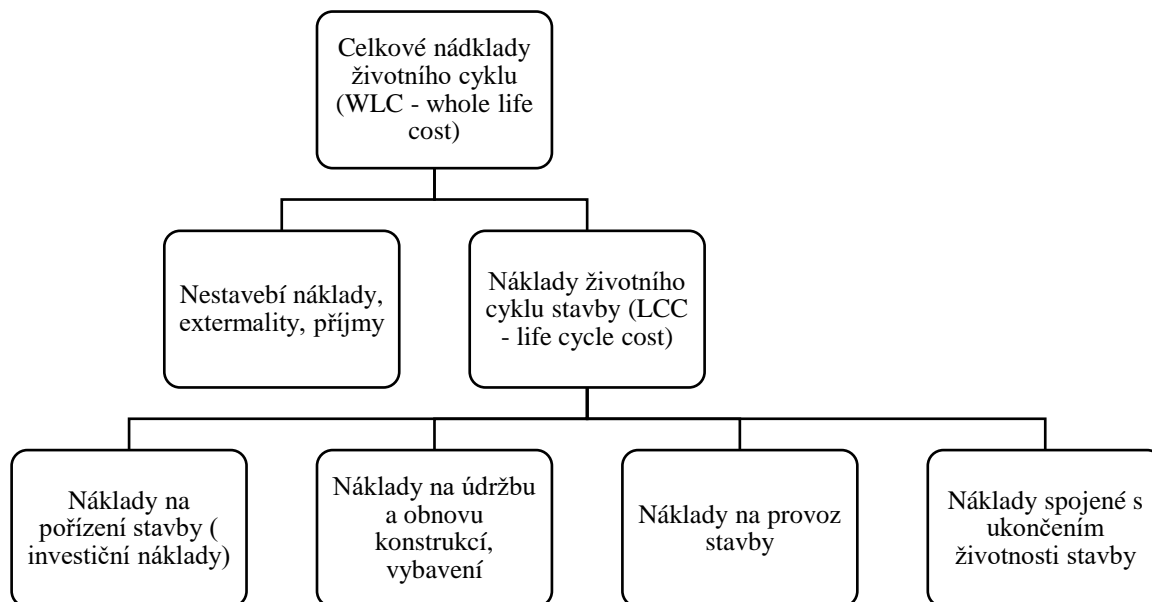 Celkové nádklady
životního cyklu
(WLC - whole life
cost)
Nestavebí náklady,
extermality, příjmy
Náklady životního
cyklu stavby (LCC
- life cycle cost)
Náklady na
pořízení stavby (
investiční náklady)
Náklady na údržbu
a obnovu
konstrukcí,
vybavení
Náklady na provoz
stavby
Náklady spojené s
ukončením
životnosti stavby